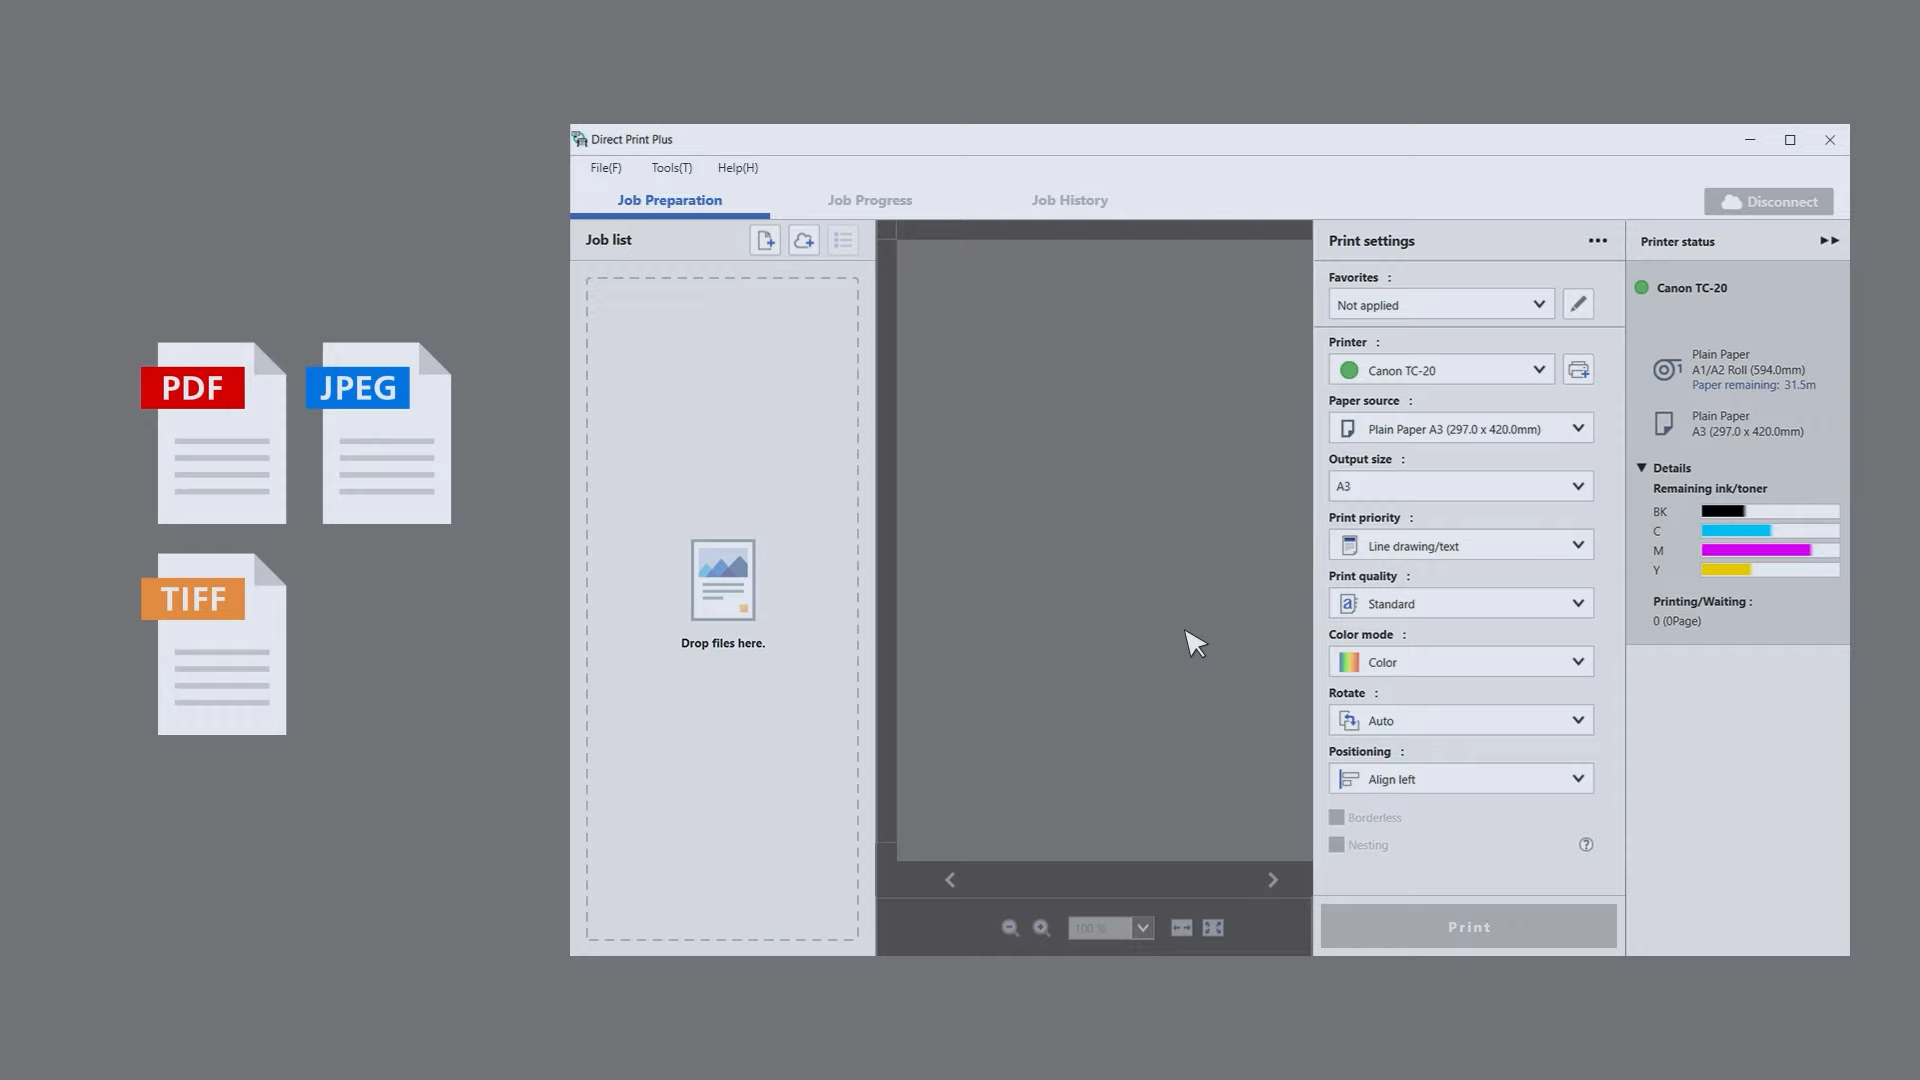 PDF
JPEG
TIFF
Direct Print Plus
File(F) Tools(T) Help(H)
Job Preparation Job Progress Job History
Disconnect
Job list
Drop files here.
100 %
Print settings
Favorites :
Not applied
Printer :
Canon TC-20
Paper source :
Plain Paper A3 (297.0 x 420.0mm)
Output size :
A3
Print priority :
Line drawing/text
Print quality :
a
Standard
Color mode :
Color
Rotate :
Auto
Positioning :
Align left
Borderless
Nesting
?
Print
Printer status
Canon TC-20
1
Plain Paper
A1/A2 Roll (594.0mm)
Paper remaining: 31.5m
Plain Paper
A3 (297.0 x 420.0mm)
Details
Remaining ink/toner
BK
C
M
Y
Printing/Waiting :
0 (0Page)